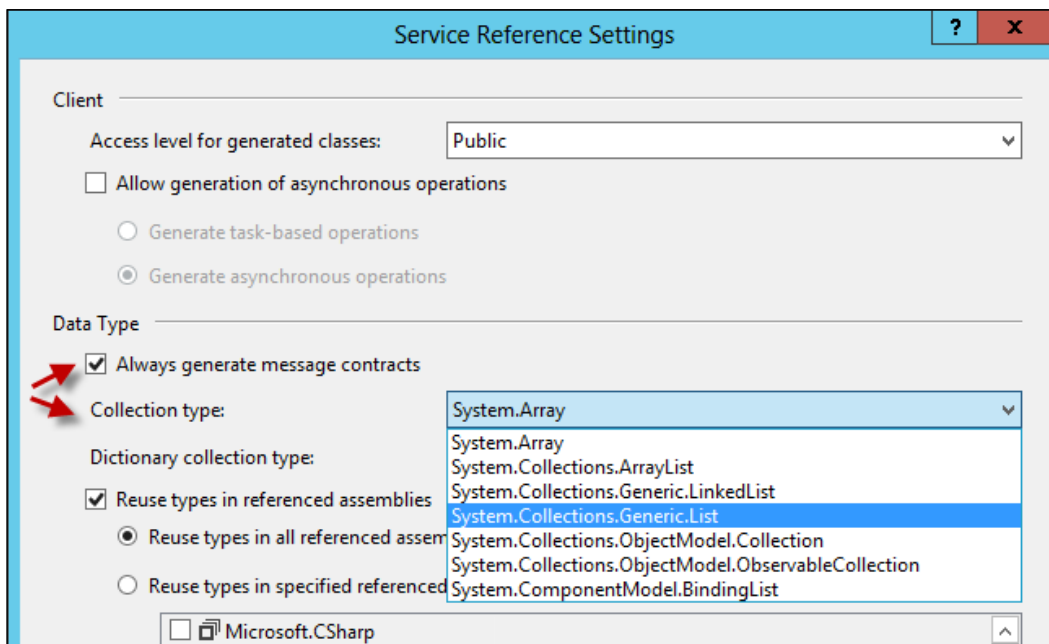 Service Reference Settings
?
x
Client
Access level for generated classes:
Public
Allow generation of asynchronous operations
Generate task-based operations
Generate asynchronous operations
Data Type
Always generate message contracts
Collection type:
System.Array
System.Array
Dictionary collection type:
System.Collections.ArrayList
System.Collections.Generic.LinkedList
Reuse types in referenced assemblies
System.Collections.Generic.List
Reuse types in all referenced assem
System.Collections.ObjectModel.Collection
System.Collections.ObjectModel.ObservableCollection
Reuse types in specified referenced
System.ComponentModel.BindingList
Microsoft.CSharp